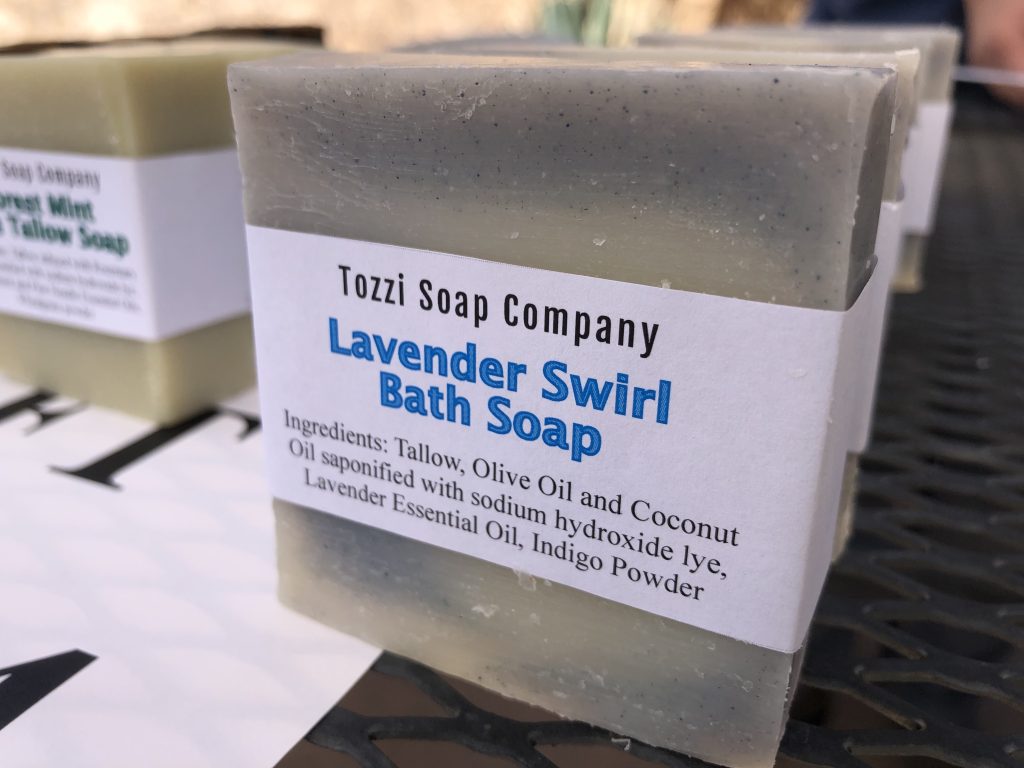 Tozzi Soap Company
Lavender Swirl
Bath Soap
Ingredients: Tallow, Olive Oil and Coconut
Oil saponified with sodium hydroxide lye,
Lavender Essential Oil, Indigo Powder
Soap Company
Mint
Tallow Soap